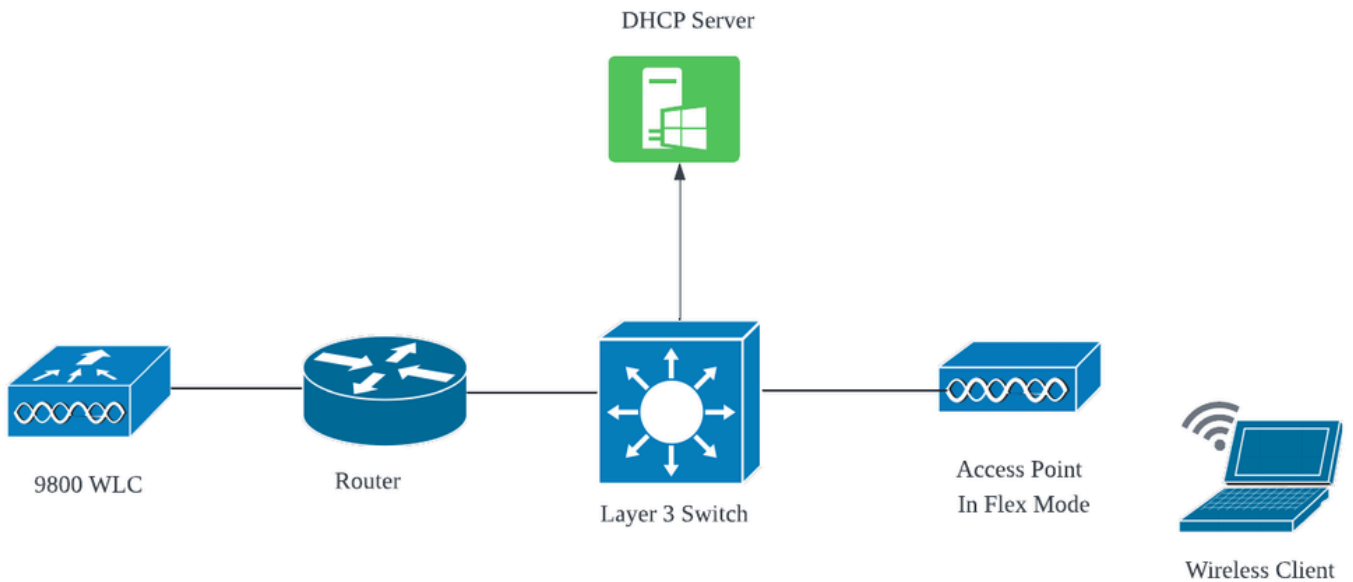 DHCP Server
9800 WLC
Router
Layer 3 Switch
Access Point
In Flex Mode
Wireless Client